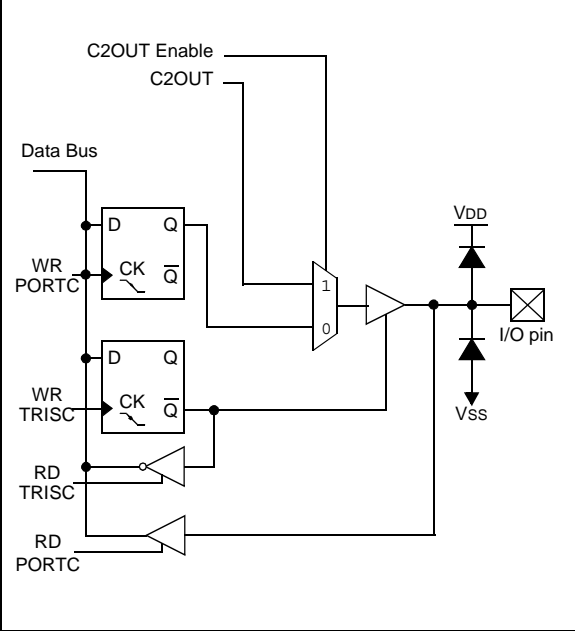 C2OUT Enable
C2OUT
Data Bus
VDD
D Q
WR
PORTC
CK Q
1
0
I/O pin
D Q
WR
TRISC
CK Q
VSS
RD
TRISC
RD
PORTC